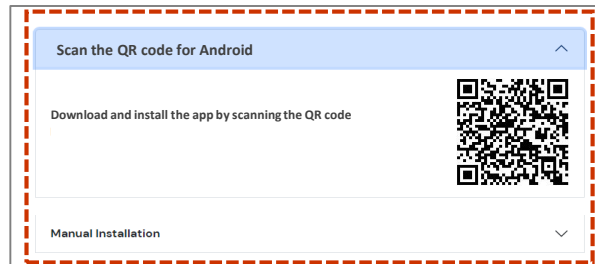 Scan the QR code for Android
Download and install the app by scanning the QR code
Manual Installation